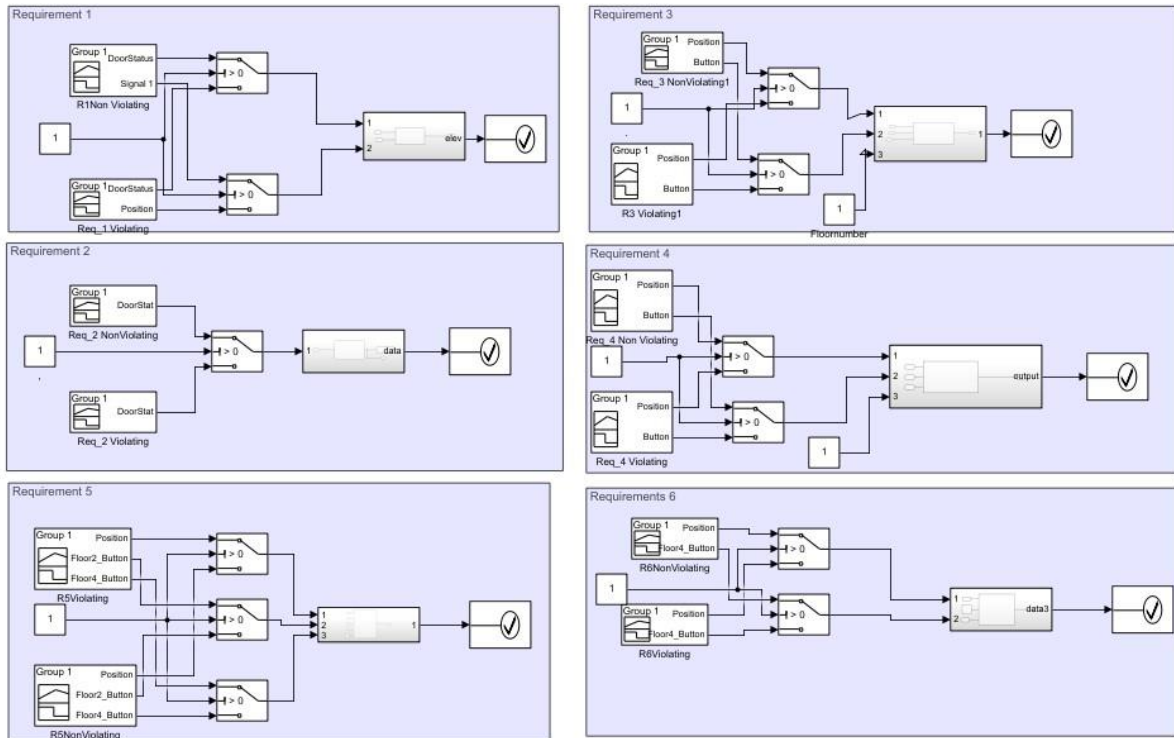 Requirement 1
Group 1
DoorStatus
Signal 1
R1Non Violating
> 0
1
1
2
elev
Group 1
DoorStatus
Position
Req_1 Violating
> 0
Requirement 3
Group 1
Position
Button
Req_3 NonViolating1
> 0
1
1
2
3
1
Group 1
Position
Button
R3 Violating1
> 0
1
Floornumber
Requirement 2
Group 1
DoorStat
Req_2 NonViolating
1
> 0
1
data
Group 1
DoorStat
Req_2 Violating
Requirement 4
Group 1
Position
Button
Req_4 Non Violating
1
> 0
1
2
3
output
Group 1
Position
Button
Req_4 Violating
> 0
1
Requirement 5
Group 1
Position
Floor2_Button
Floor4_Button
R5Violating
> 0
1
> 0
1
2
3
1
Group 1
Position
Floor2_Button
Floor4_Button
R5NonViolating
> 0
Requirements 6
Group 1
Position
Floor4_Button
R6NonViolating
> 0
1
1
2
data3
Group 1
Position
Floor4_Button
R6Violating
> 0